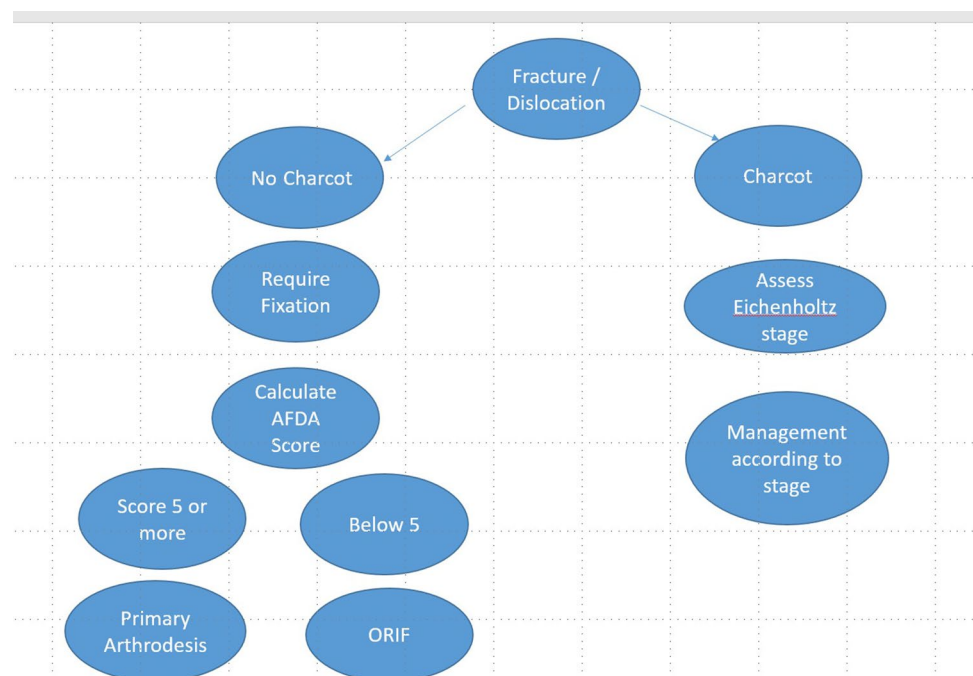 Fracture /
Dislocation
No Charcot
Charcot
Require
Fixation
Assess
Eichenholtz
stage
Calculate
AFDA
Score
Management
according to
stage
Score 5 or
more
Below 5
Primary
Arthrodesis
ORIF